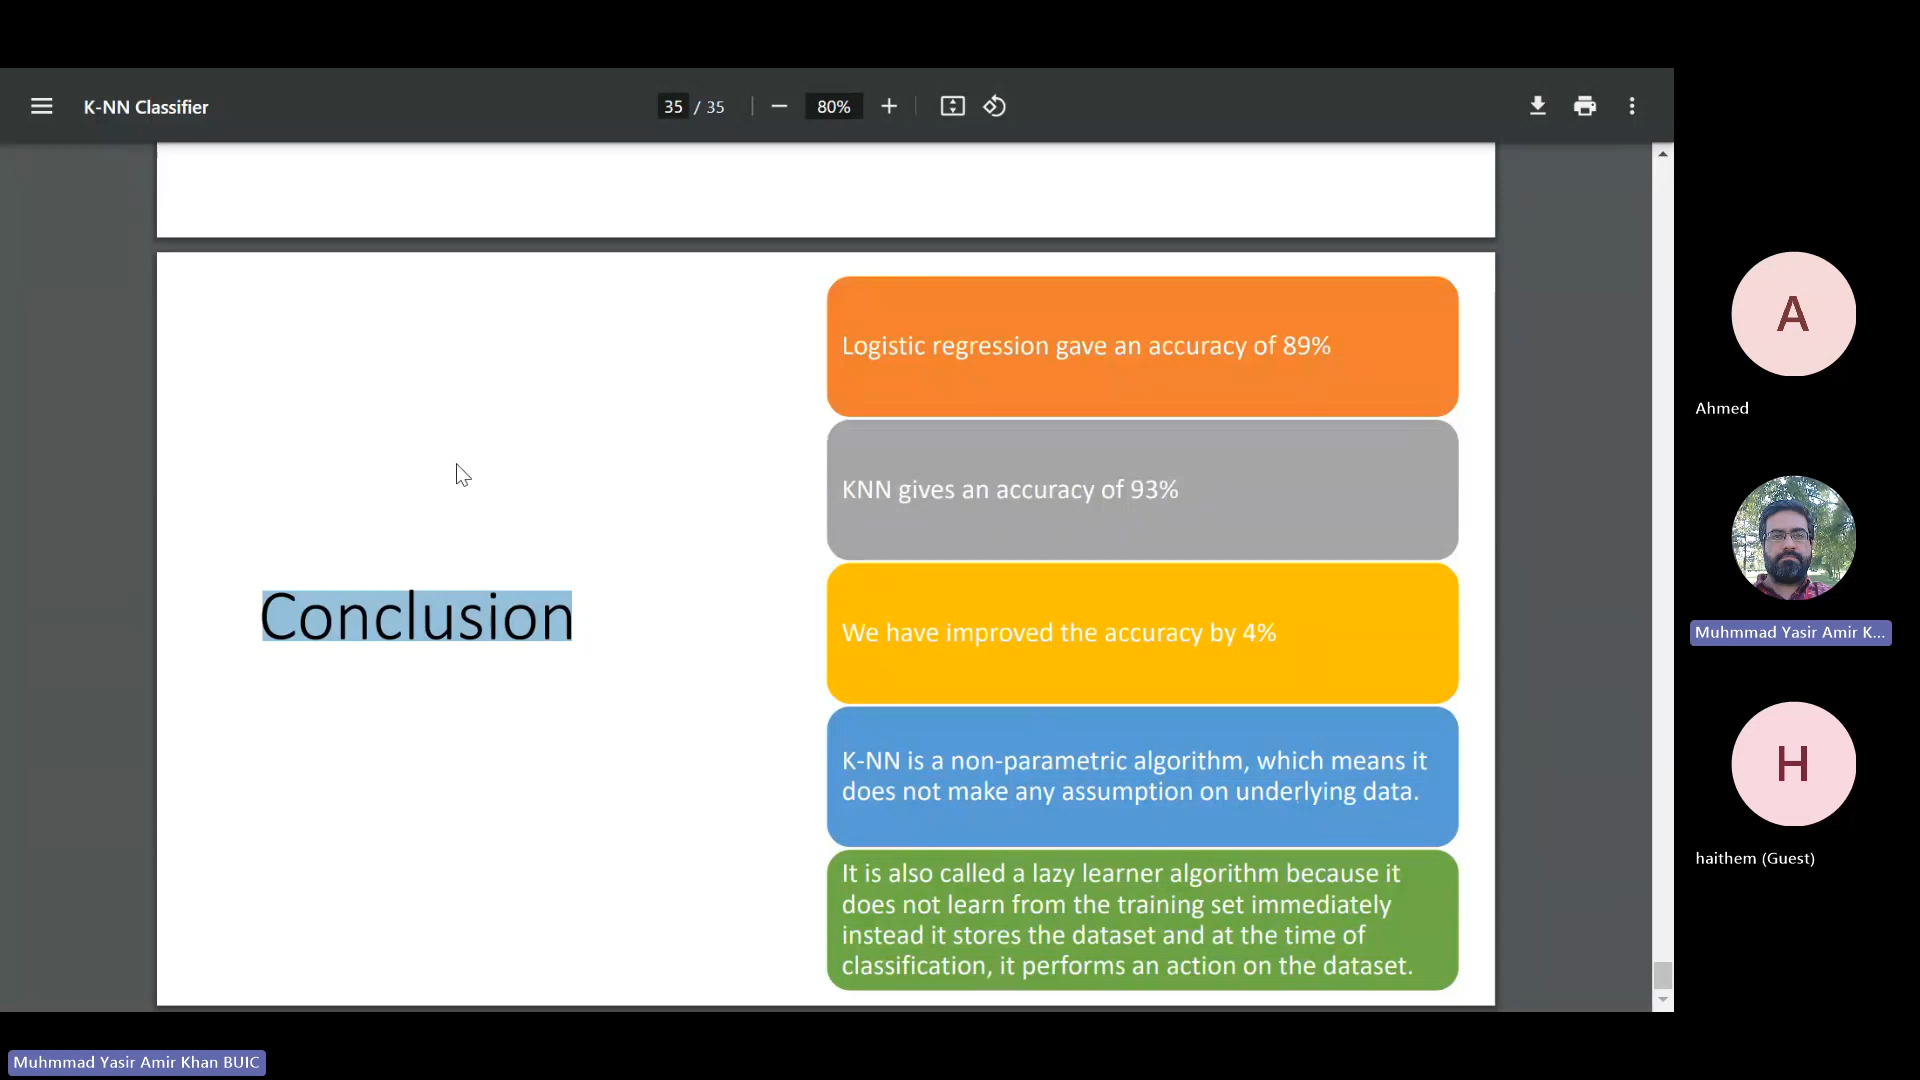 K-NN Classifier
35 / 35
80%
Logistic regression gave an accuracy of 89%
KNN gives an accuracy of 93%
Conclusion
We have improved the accuracy by 4%
K-NN is a non-parametric algorithm, which means it
does not make any assumption on underlying data.
It is also called a lazy learner algorithm because it
does not learn from the training set immediately
instead it stores the dataset and at the time of
classification, it performs an action on the dataset.
A
Ahmed
Muhmmad Yasir Amir K...
H
haithem (Guest)
Muhmmad Yasir Amir Khan BUIC